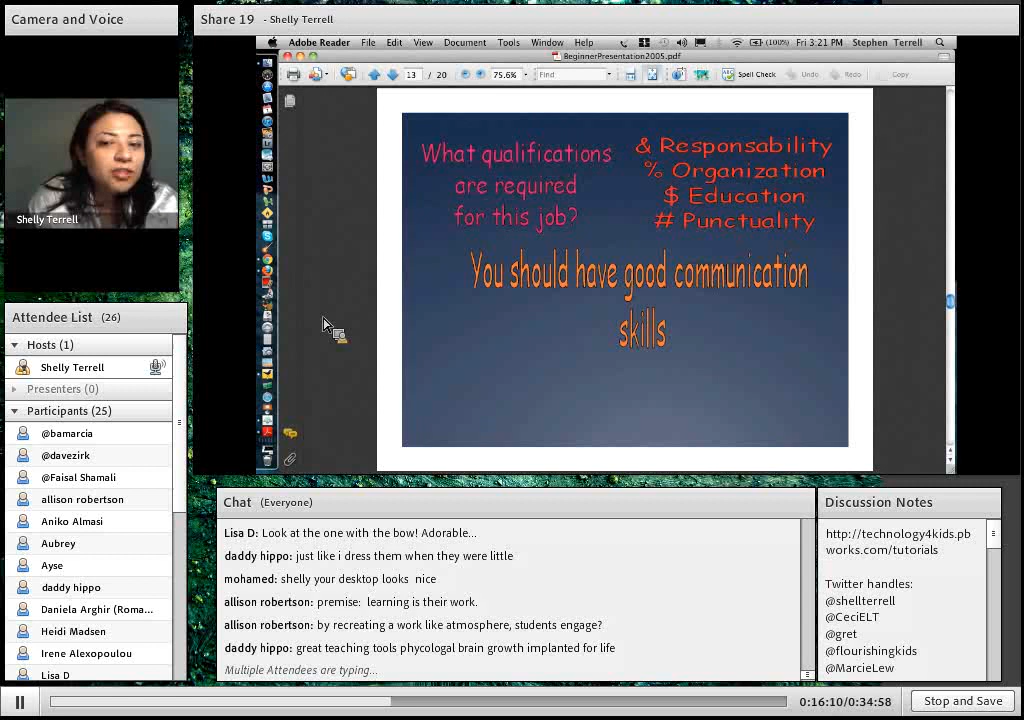 Camera and Voice
Share 19 - Shelly Terrell
Adobe Reader File Edit View Document Tools Window Help
(100%) Fri 3:21 PM Stephen Terrell
BeginnerPresentation2005.pdf
13 / 20 75.6% Find Spell Check Undo Redo Copy
Shelly Terrell
What qualifications
are required
for this job?
& Responsability
% Organization
$ Education
# Punctuality
You should have good communication
skills
Attendee List (26)
Hosts (1)
Shelly Terrell
Presenters (0)
Participants (25)
@bamarcia
@davezirk
@Faisal Shamali
allison robertson
Aniko Almasi
Aubrey
Ayse
daddy hippo
Daniela Arghir (Roma...
Heidi Madsen
Irene Alexopoulou
Lisa D
Chat (Everyone)
Lisa D: Look at the one with the bow! Adorable...
daddy hippo: just like i dress them when they were little
mohamed: shelly your desktop looks nice
allison robertson: premise: learning is their work.
allison robertson: by recreating a work like atmosphere, students engage?
daddy hippo: great teaching tools phycologal brain growth implanted for life
Multiple Attendees are typing...
Discussion Notes
http://technology4kids.pb
works.com/tutorials
Twitter handles:
@shellterrell
@CeciELT
@gret
@flourishingkids
@MarcieLew
0:16:10/0:34:58
Stop and Save